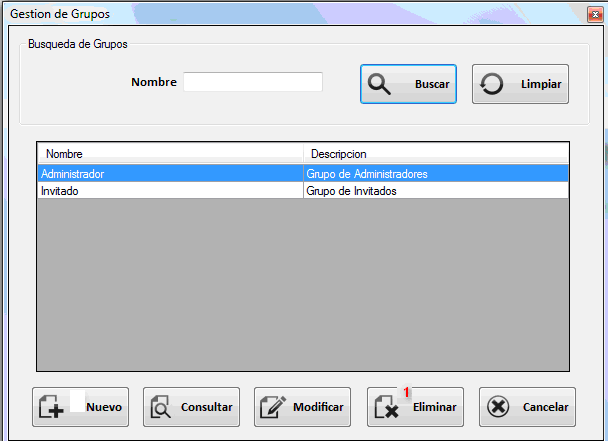 Gestion de Grupos
Busqueda de Grupos
Nombre
Buscar
Limpiar
Nombre Descripcion
Administrador Grupo de Administradores
Invitado Grupo de Invitados
1
Nuevo Consultar Modificar Eliminar Cancelar